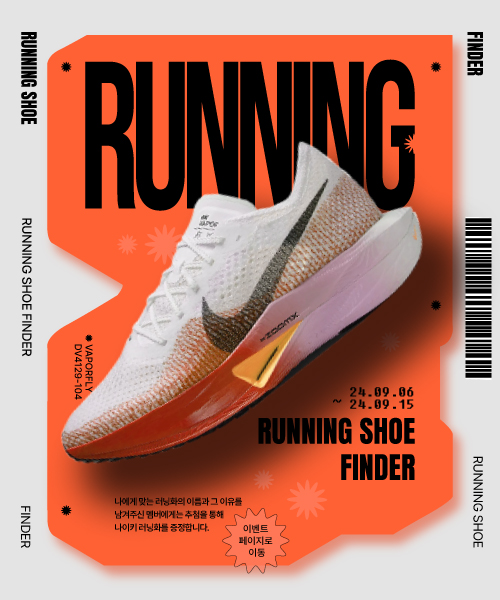 RUNNING SHOE
FINDER
RUNNING
RUNNING SHOE FINDER
VAPORFLY
DV4129-104
ZOOMX
24.09.06
~ 24.09.15
RUNNING SHOE
FINDER
나에게 맞는 러닝화의 이름과 그 이유를
남겨주신 멤버에게는 추첨을 통해
나이키 러닝화를 증정합니다.
이벤트
페이지로
이동
FINDER
RUNNING SHOE